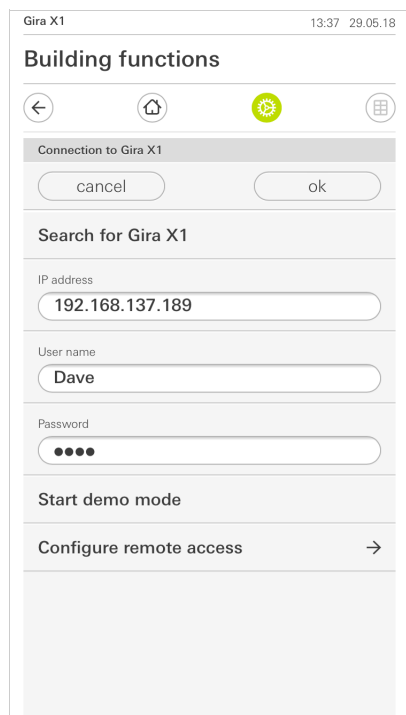 Gira X1 13:37 29.05.18
Building functions
Connection to Gira X1
cancel ok
Search for Gira X1
IP address
192.168.137.189
User name
Dave
Password
●●●●
Start demo mode
Configure remote access →